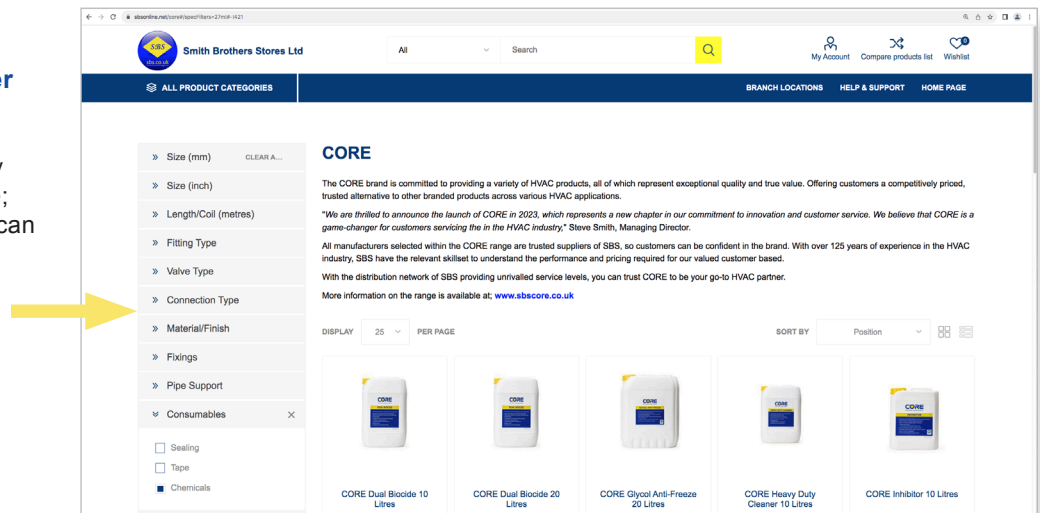 sbsonline.net/core#/specFilters=27m!#-!421
er
y
;
can
SBS
sbs.co.uk
Smith Brothers Stores Ltd
All
Search
My Account
Compare products list
0
Wishlist
ALL PRODUCT CATEGORIES
BRANCH LOCATIONS
HELP & SUPPORT
HOME PAGE
Size (mm)
CLEAR A...
Size (inch)
Length/Coil (metres)
Fitting Type
Valve Type
Connection Type
Material/Finish
Fixings
Pipe Support
Consumables
Sealing
Tape
Chemicals
CORE
The CORE brand is committed to providing a variety of HVAC products, all of which represent exceptional quality and true value. Offering customers a competitively priced,
trusted alternative to other branded products across various HVAC applications.
"We are thrilled to announce the launch of CORE in 2023, which represents a new chapter in our commitment to innovation and customer service. We believe that CORE is a
game-changer for customers servicing the in the HVAC industry," Steve Smith, Managing Director.
All manufacturers selected within the CORE range are trusted suppliers of SBS, so customers can be confident in the brand. With over 125 years of experience in the HVAC
industry, SBS have the relevant skillset to understand the performance and pricing required for our valued customer based.
With the distribution network of SBS providing unrivalled service levels, you can trust CORE to be your go-to HVAC partner.
More information on the range is available at; www.sbscore.co.uk
DISPLAY 25 PER PAGE
SORT BY Position
CORE
CORE
CORE
CORE
CORE
CORE Dual Biocide 10
Litres
CORE Dual Biocide 20
Litres
CORE Glycol Anti-Freeze
20 Litres
CORE Heavy Duty
Cleaner 10 Litres
CORE Inhibitor 10 Litres